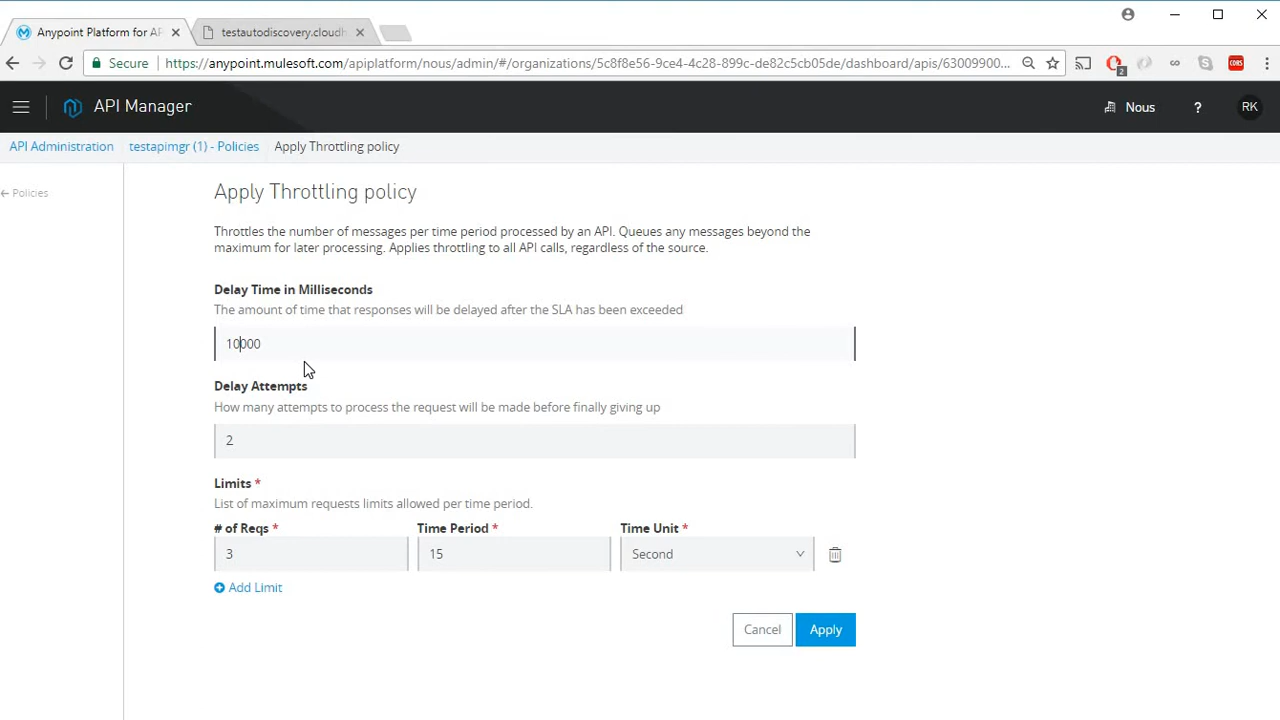 Anypoint Platform for AP
testautodiscovery.cloudh
Secure
https://anypoint.mulesoft.com/apiplatform/nous/admin/#/organizations/5c8f8e56-9ce4-4c28-899c-de82c5cb05de/dashboard/apis/63009900...
2
CORS
API Manager
Nous
?
RK
API Administration
testapimgr (1) - Policies
Apply Throttling policy
← Policies
Apply Throttling policy
Throttles the number of messages per time period processed by an API. Queues any messages beyond the
maximum for later processing. Applies throttling to all API calls, regardless of the source.
Delay Time in Milliseconds
The amount of time that responses will be delayed after the SLA has been exceeded
10000
Delay Attempts
How many attempts to process the request will be made before finally giving up
2
Limits *
List of maximum requests limits allowed per time period.
# of Reqs * Time Period * Time Unit *
3 15 Second
Add Limit
Cancel Apply